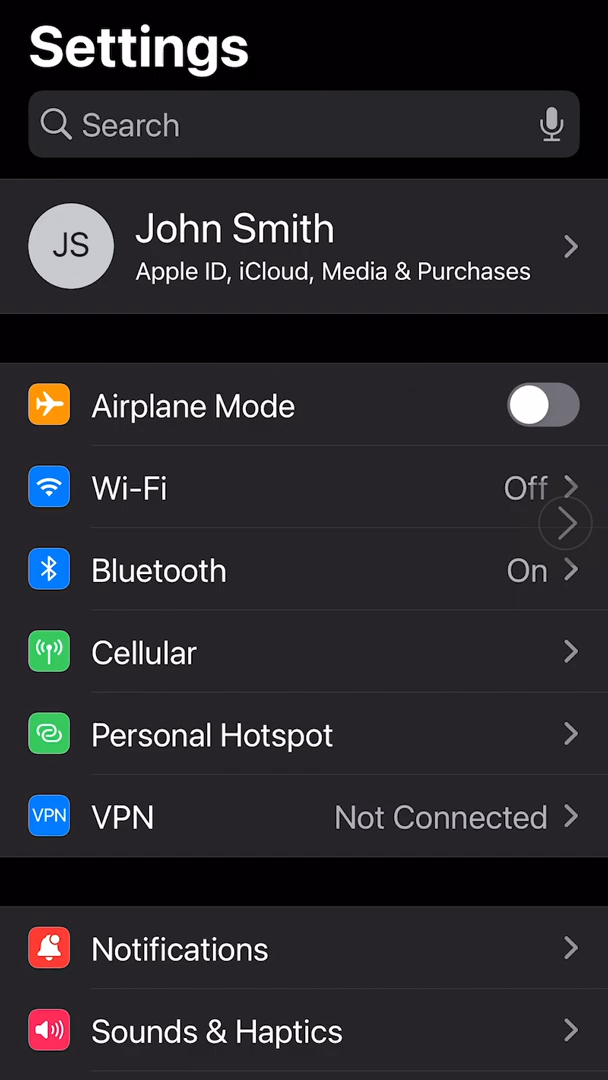 Settings
Search
JS
John Smith
Apple ID, iCloud, Media & Purchases
Airplane Mode
Wi-Fi Off
Bluetooth On
Cellular
Personal Hotspot
VPN VPN Not Connected
Notifications
Sounds & Haptics